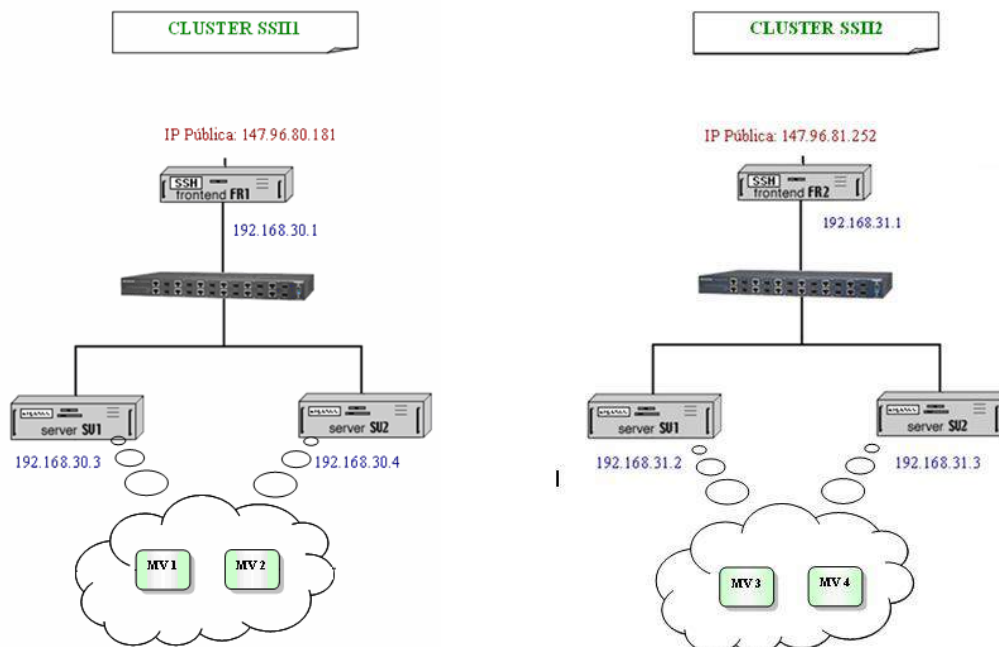 CLUSTER SSII1
IP Pública: 147.96.80.181
SSH
frontend FR1
192.168.30.1
server SU1
192.168.30.3
server SU2
192.168.30.4
MV 1
MV 2
CLUSTER SSII2
IP Pública: 147.96.81.252
SSH
frontend FR2
192.168.31.1
server SU1
192.168.31.2
server SU2
192.168.31.3
MV 3
MV 4